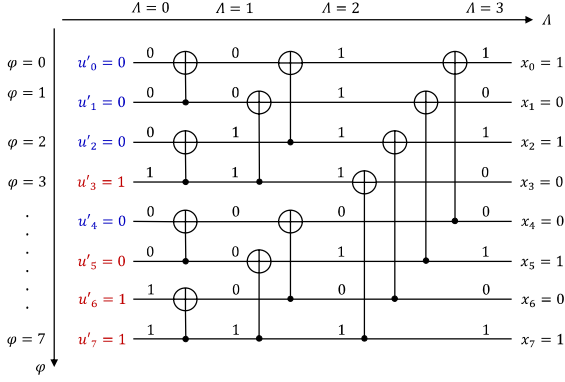 Λ = 0 Λ = 1 Λ = 2 Λ = 3
Λ
φ = 0 u'₀ = 0 0 0 1 1 x₀ = 1
φ = 1 u'₁ = 0 0 0 1 0 x₁ = 0
φ = 2 u'₂ = 0 0 1 1 1 x₂ = 1
φ = 3 u'₃ = 1 1 1 1 0 x₃ = 0
u'₄ = 0 0 0 0 0 x₄ = 0
u'₅ = 0 0 0 1 1 x₅ = 1
u'₆ = 1 1 0 0 0 x₆ = 0
φ = 7 u'₇ = 1 1 1 1 1 x₇ = 1
φ